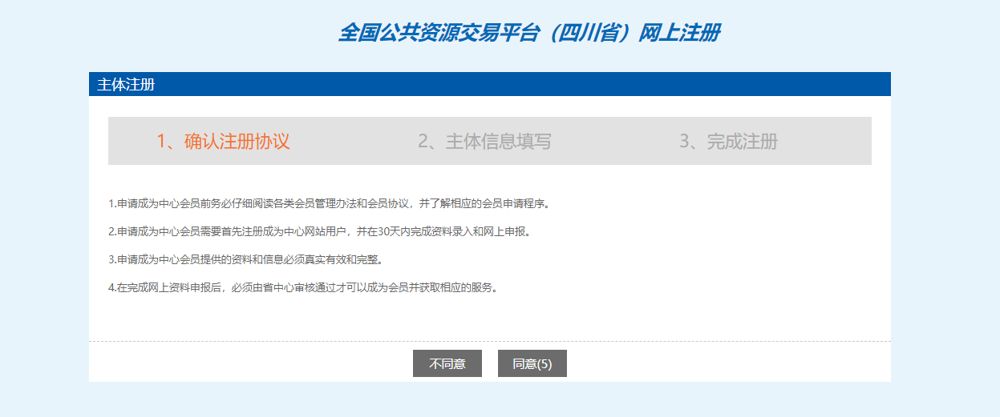 全国公共资源交易平台（四川省）网上注册
主体注册
1、确认注册协议 2、主体信息填写 3、完成注册
1.申请成为中心会员前务必仔细阅读各类会员管理办法和会员协议，并了解相应的会员申请程序。
2.申请成为中心会员需要首先注册成为中心网站用户，并在30天内完成资料录入和网上申报。
3.申请成为中心会员提供的资料和信息必须真实有效和完整。
4.在完成网上资料申报后，必须由省中心审核通过才可以成为会员并获取相应的服务。
不同意 同意(5)